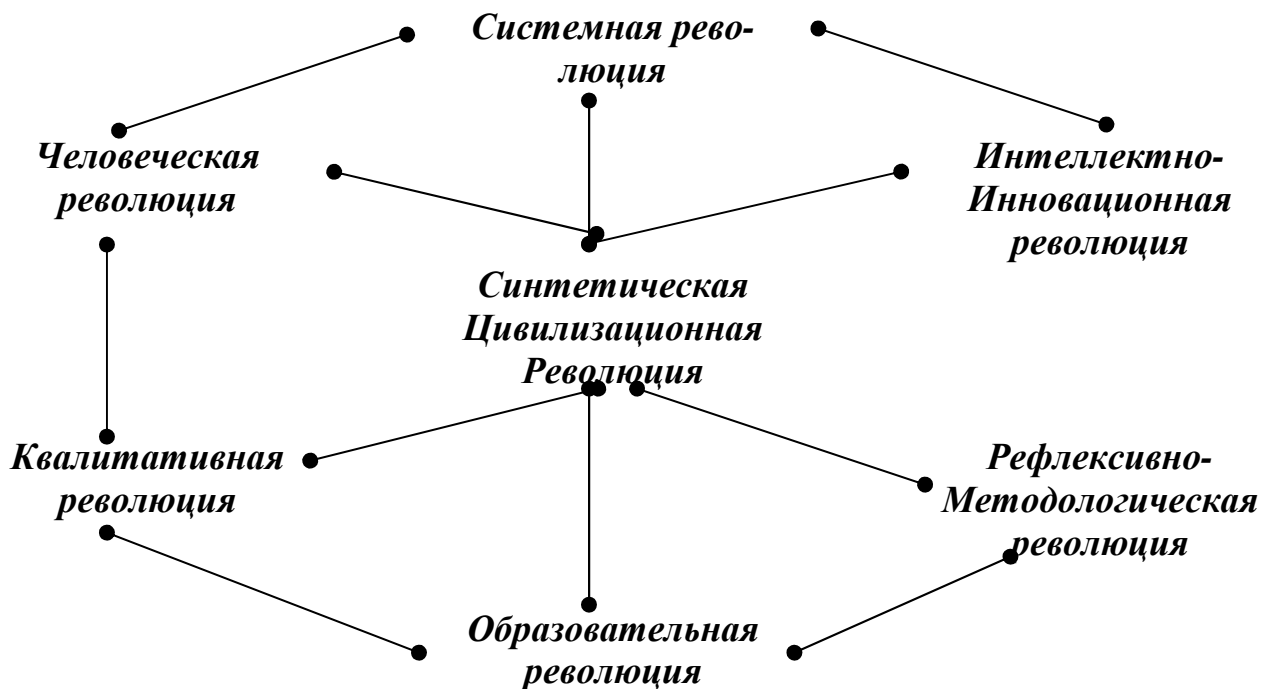 Системная рево-
люция
Человеческая
революция
Интеллектно-
Инновационная
революция
Синтетическая
Цивилизационная
Революция
Квалитативная
революция
Рефлексивно-
Методологическая
революция
Образовательная
революция